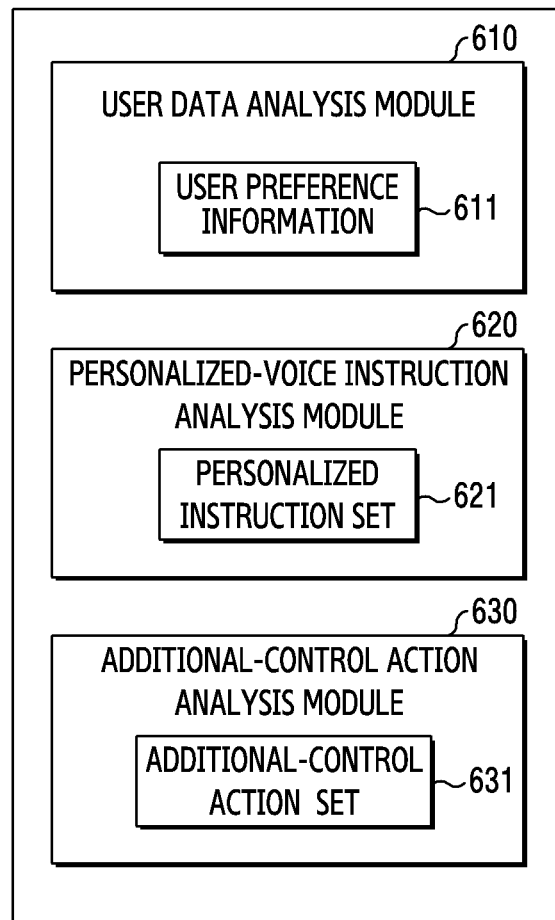 610
USER DATA ANALYSIS MODULE
USER PREFERENCE
INFORMATION
611
620
PERSONALIZED-VOICE INSTRUCTION
ANALYSIS MODULE
PERSONALIZED
INSTRUCTION SET
621
630
ADDITIONAL-CONTROL ACTION
ANALYSIS MODULE
ADDITIONAL-CONTROL
ACTION SET
631